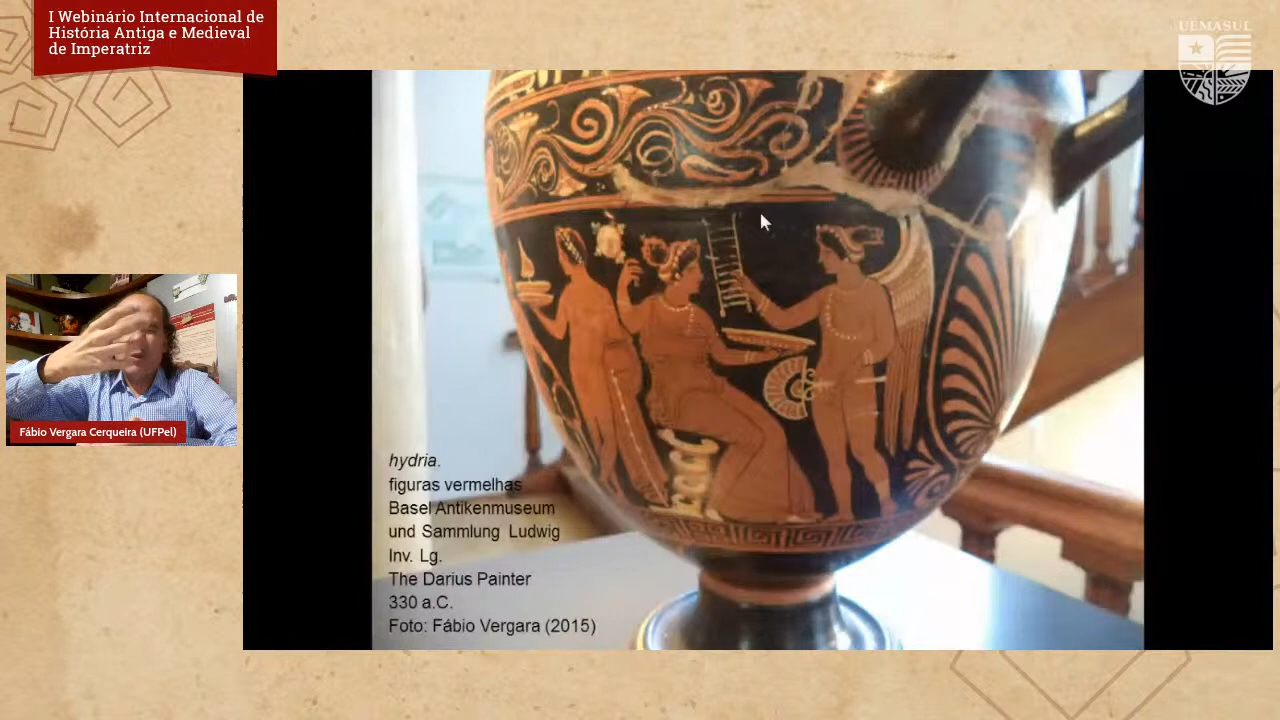 I Webinário Internacional de
História Antiga e Medieval
de Imperatriz
UEMASUL
Fábio Vergara Cerqueira (UFPel)
hydria.
figuras vermelhas
Basel Antikenmuseum
und Sammlung Ludwig
Inv. Lg.
The Darius Painter
330 a.C.
Foto: Fábio Vergara (2015)